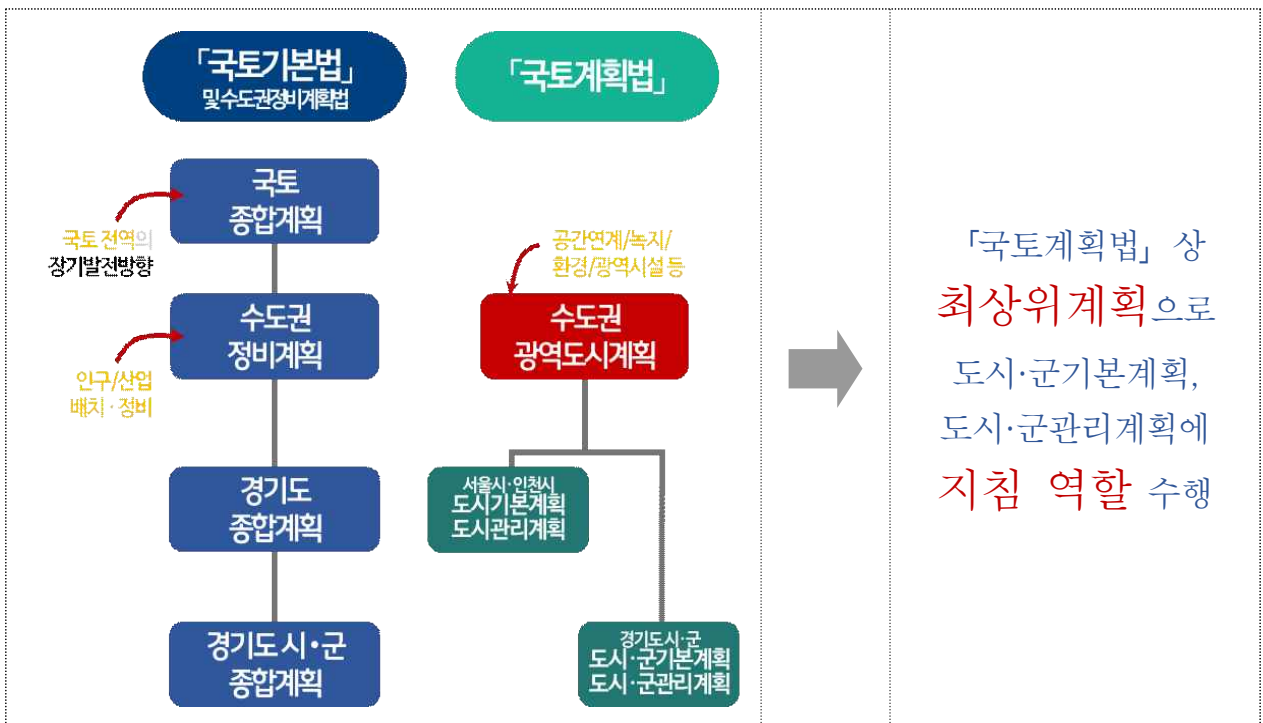 「국토기본법」
및 수도권정비계획법
「국토계획법」
국토
종합계획
국토 전역의
장기발전방향
공간연계/녹지/
환경/광역시설 등
수도권
정비계획
인구/산업
배치·정비
수도권
광역도시계획
경기도
종합계획
서울시·인천시
도시기본계획
도시관리계획
경기도 시·군
종합계획
경기도시·군
도시·군기본계획
도시·군관리계획
「국토계획법」 상
최상위계획으로
도시·군기본계획,
도시·군관리계획에
지침 역할 수행